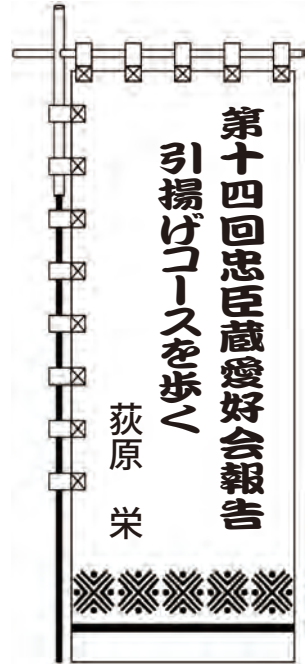 第十四回忠臣蔵愛好会報告
引揚げコースを歩く
荻原 栄